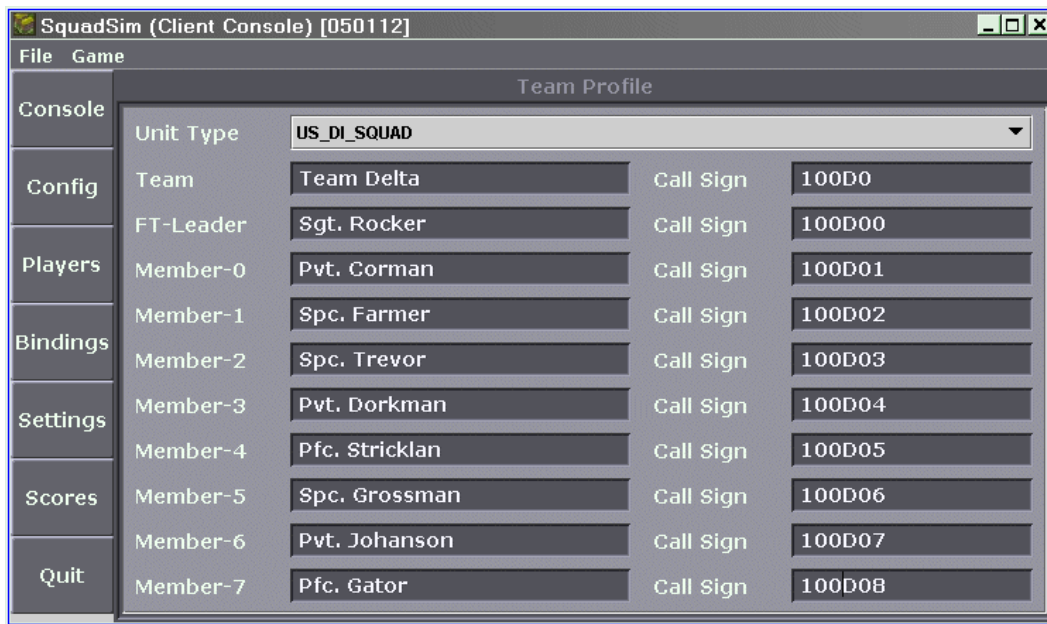 SquadSim (Client Console) [050112]
File Game
Team Profile
Console
Config
Players
Bindings
Settings
Scores
Quit
Unit Type US_DI_SQUAD
Team Team Delta Call Sign 100D0
FT-Leader Sgt. Rocker Call Sign 100D00
Member-0 Pvt. Corman Call Sign 100D01
Member-1 Spc. Farmer Call Sign 100D02
Member-2 Spc. Trevor Call Sign 100D03
Member-3 Pvt. Dorkman Call Sign 100D04
Member-4 Pfc. Stricklan Call Sign 100D05
Member-5 Spc. Grossman Call Sign 100D06
Member-6 Pvt. Johanson Call Sign 100D07
Member-7 Pfc. Gator Call Sign 100D08